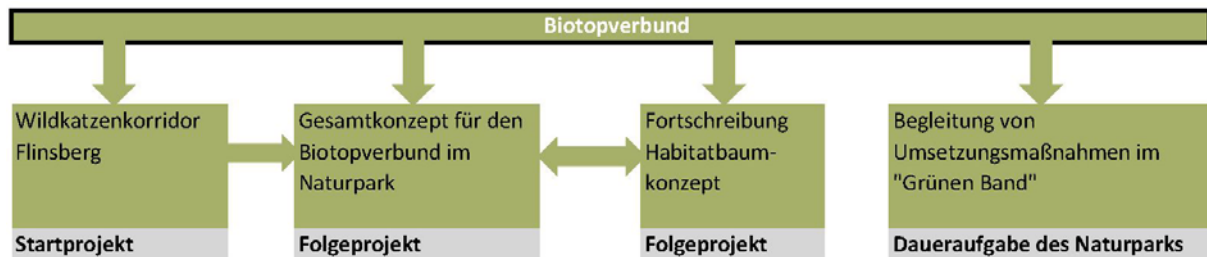 Biotopverbund
Wildkatzenkorridor
Flinsberg
Startprojekt
Gesamtkonzept für den
Biotopverbund im
Naturpark
Folgeprojekt
Fortschreibung
Habitatbaum-
konzept
Folgeprojekt
Begleitung von
Umsetzungsmaßnahmen im
"Grünen Band"
Daueraufgabe des Naturparks